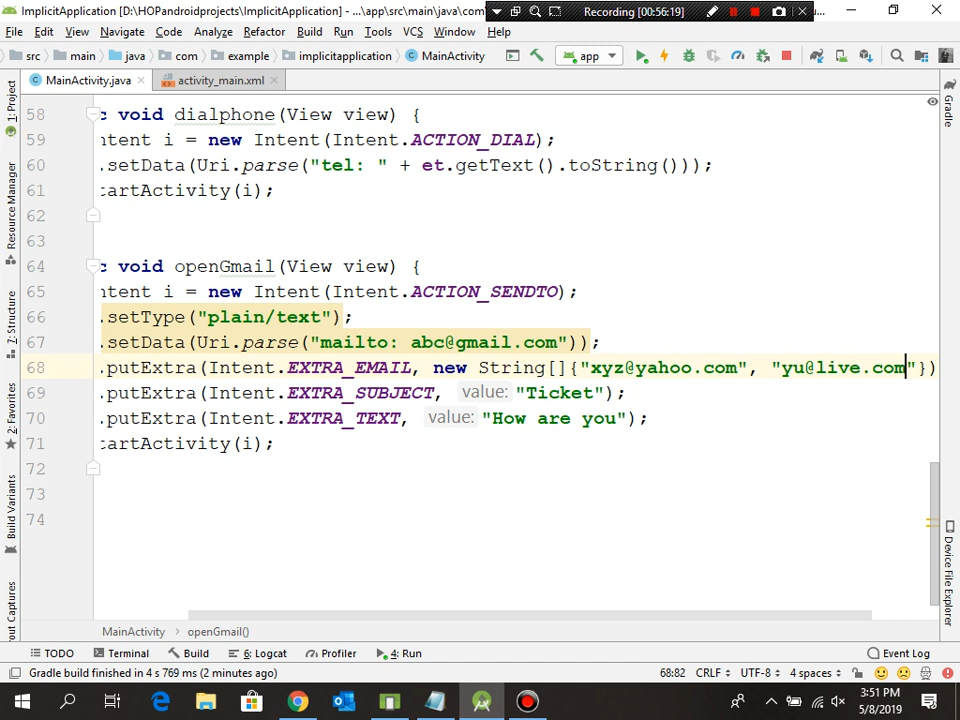 ImplicitApplication [D:\HOPandroidprojects\ImplicitApplication] - ...\app\src\main\java\com
Recording [00:56:19]
File Edit View Navigate Code Analyze Refactor Build Run Tools VCS Window Help
src main java com example implicitapplication MainActivity app
MainActivity.java activity_main.xml
58 c void dialphone(View view) {
59 ntent i = new Intent(Intent.ACTION_DIAL);
60 .setData(Uri.parse("tel: " + et.getText().toString()));
61 tartActivity(i);
62
63
64 c void openGmail(View view) {
65 ntent i = new Intent(Intent.ACTION_SENDTO);
66 .setType("plain/text");
67 .setData(Uri.parse("mailto: abc@gmail.com"));
68 .putExtra(Intent.EXTRA_EMAIL, new String[]{"xyz@yahoo.com", "yu@live.com"})
69 .putExtra(Intent.EXTRA_SUBJECT, value: "Ticket");
70 .putExtra(Intent.EXTRA_TEXT, value: "How are you");
71 tartActivity(i);
72
73
74
1: Project
Resource Manager
7: Structure
2: Favorites
Build Variants
out Captures
Gradle
Device File Explorer
MainActivity openGmail()
TODO Terminal Build 6: Logcat Profiler 4: Run Event Log
Gradle build finished in 4 s 769 ms (2 minutes ago) 68:82 CRLF UTF-8 4 spaces
3:51 PM
5/8/2019